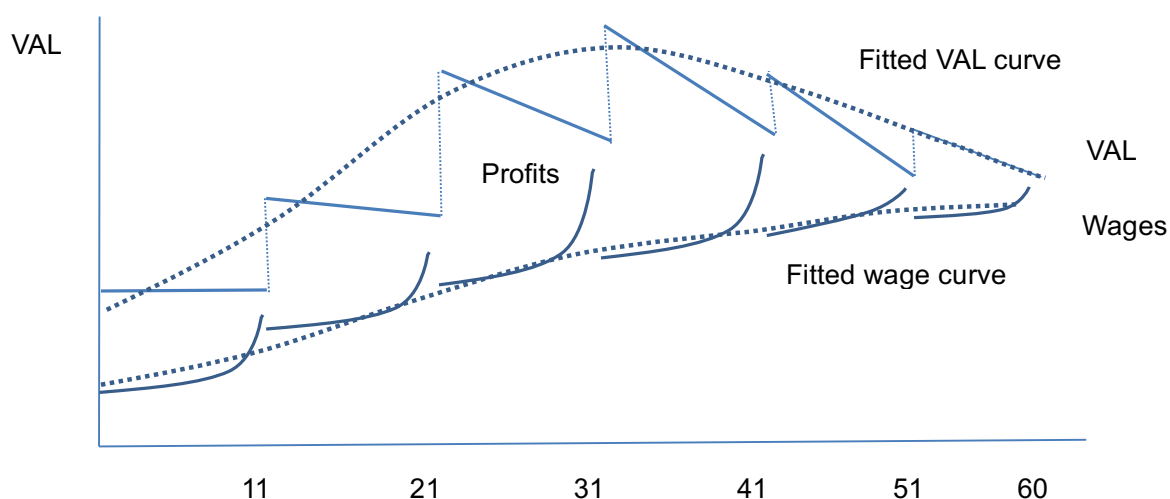 VAL
Fitted VAL curve
VAL
Profits
Wages
Fitted wage curve
11 21 31 41 51 60